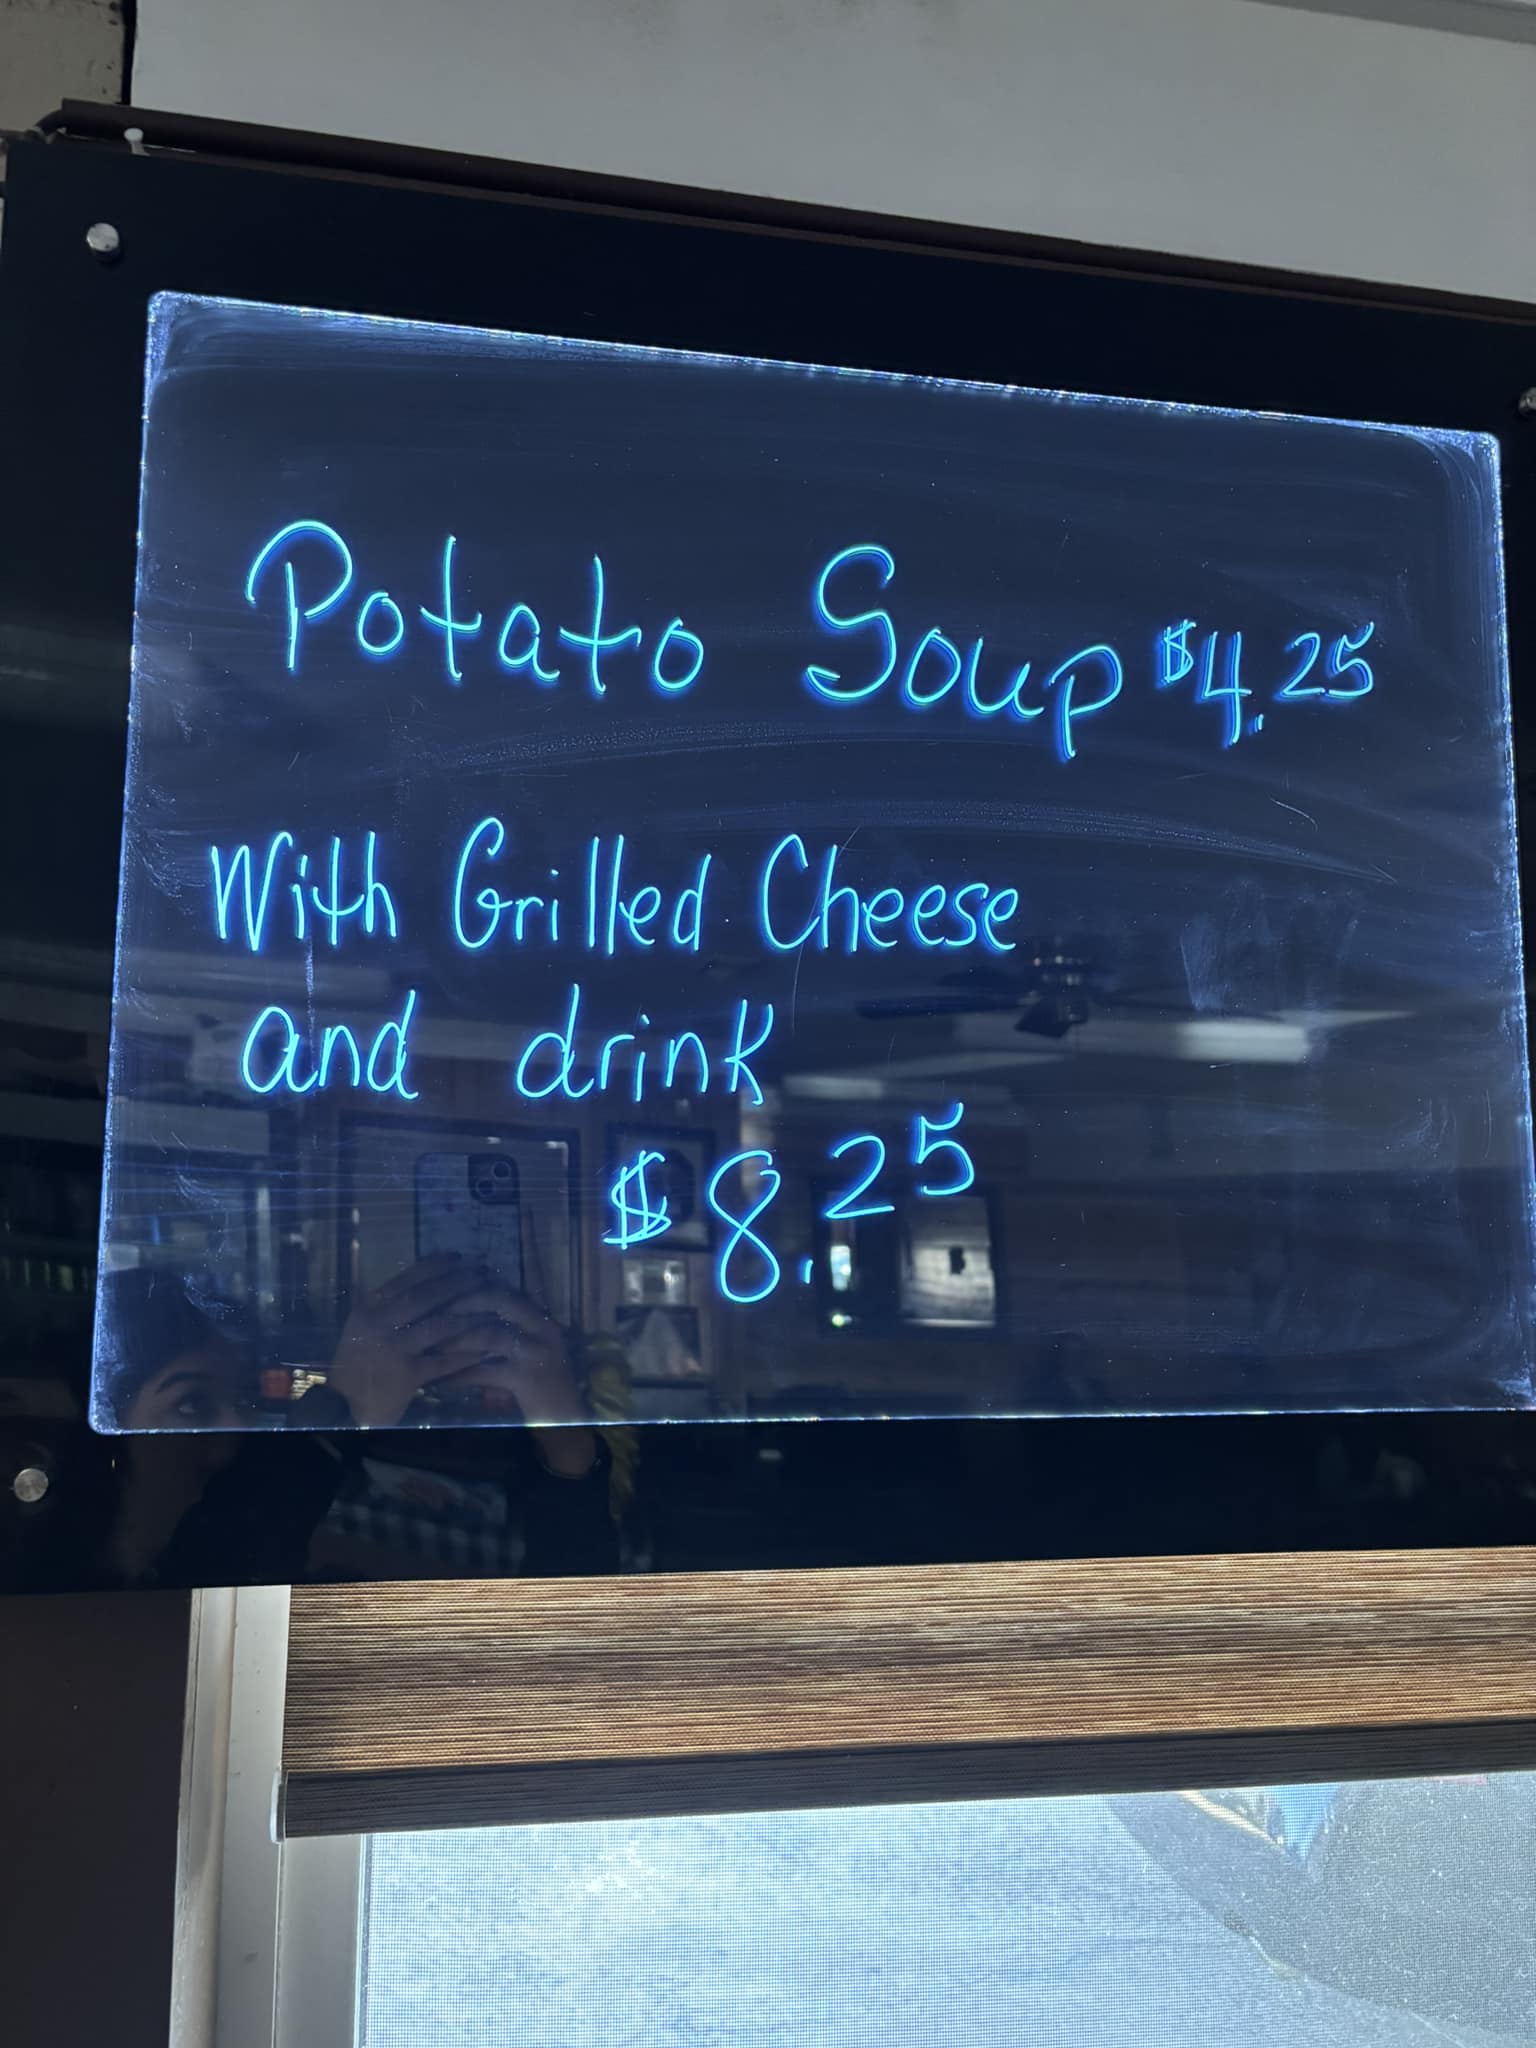 Potato Soup $4.25
With Grilled Cheese
and drink
$8.25